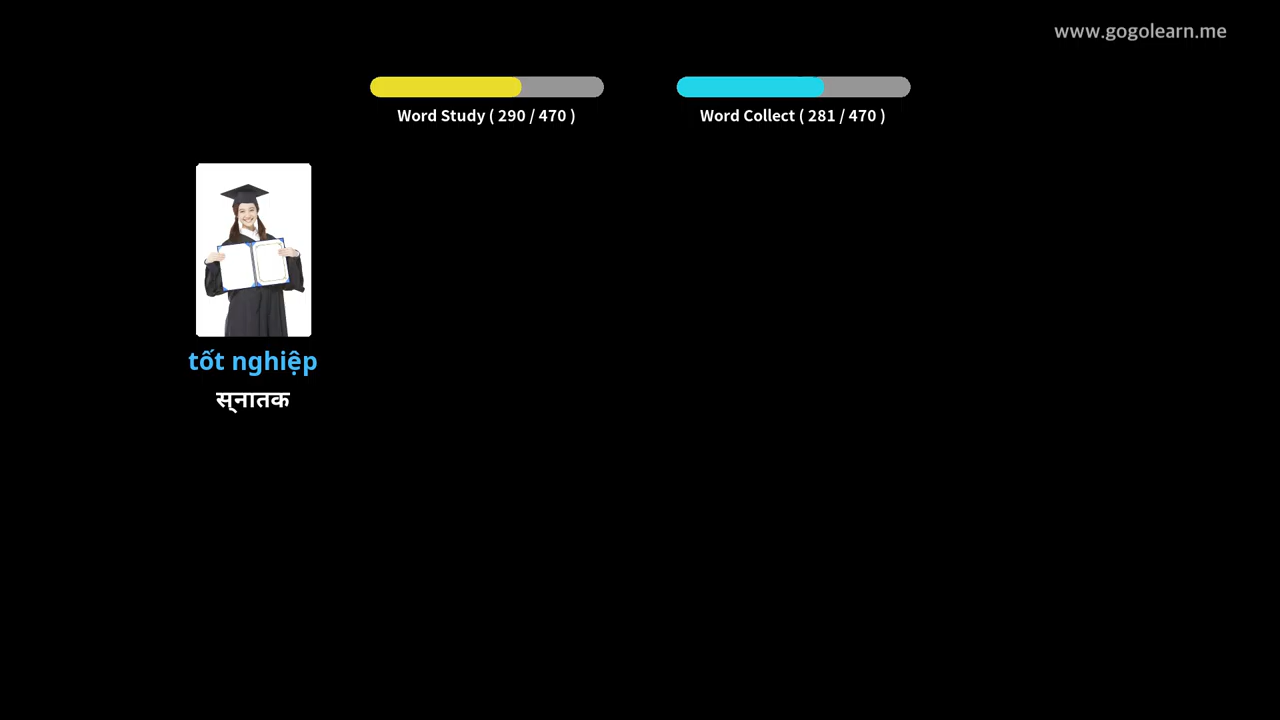 www.gogolearn.me
Word Study ( 290 / 470 )
Word Collect ( 281 / 470 )
tốt nghiệp
स्नातक